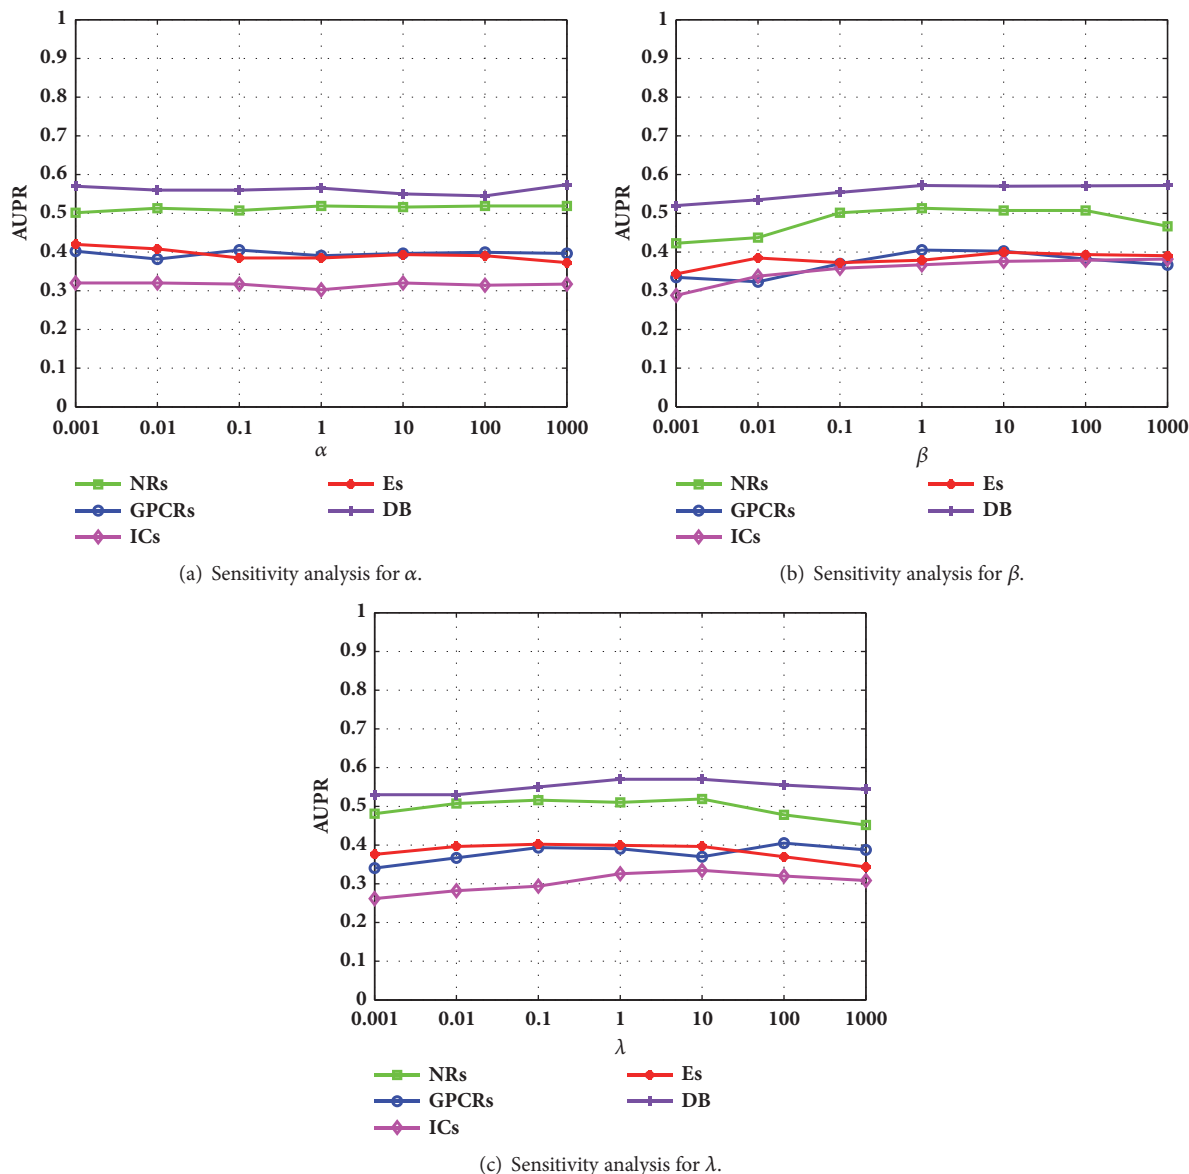 1
0.9
0.8
0.7
0.6
0.5
0.4
0.3
0.2
0.1
0
AUPR
0.001 0.01 0.1 1 10 100 1000
α
NRs Es
GPCRs DB
ICs
(a) Sensitivity analysis for α.
1
0.9
0.8
0.7
0.6
0.5
0.4
0.3
0.2
0.1
0
AUPR
0.001 0.01 0.1 1 10 100 1000
β
NRs Es
GPCRs DB
ICs
(b) Sensitivity analysis for β.
1
0.9
0.8
0.7
0.6
0.5
0.4
0.3
0.2
0.1
0
AUPR
0.001 0.01 0.1 1 10 100 1000
λ
NRs Es
GPCRs DB
ICs
(c) Sensitivity analysis for λ.